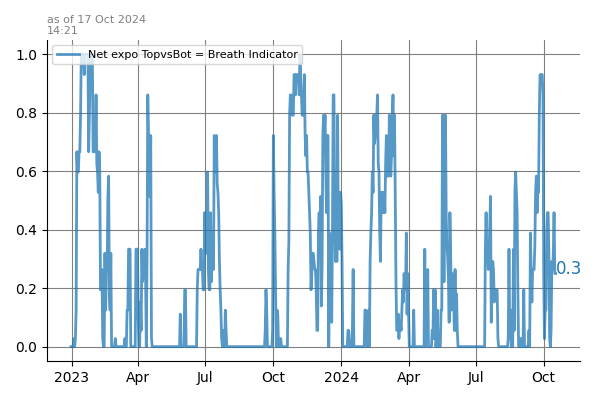 as of 17 Oct 2024
14:21
Net expo TopvsBot = Breath Indicator
1.0
0.8
0.6
0.4
0.2
0.0
0.3
2023 Apr Jul Oct 2024 Apr Jul Oct